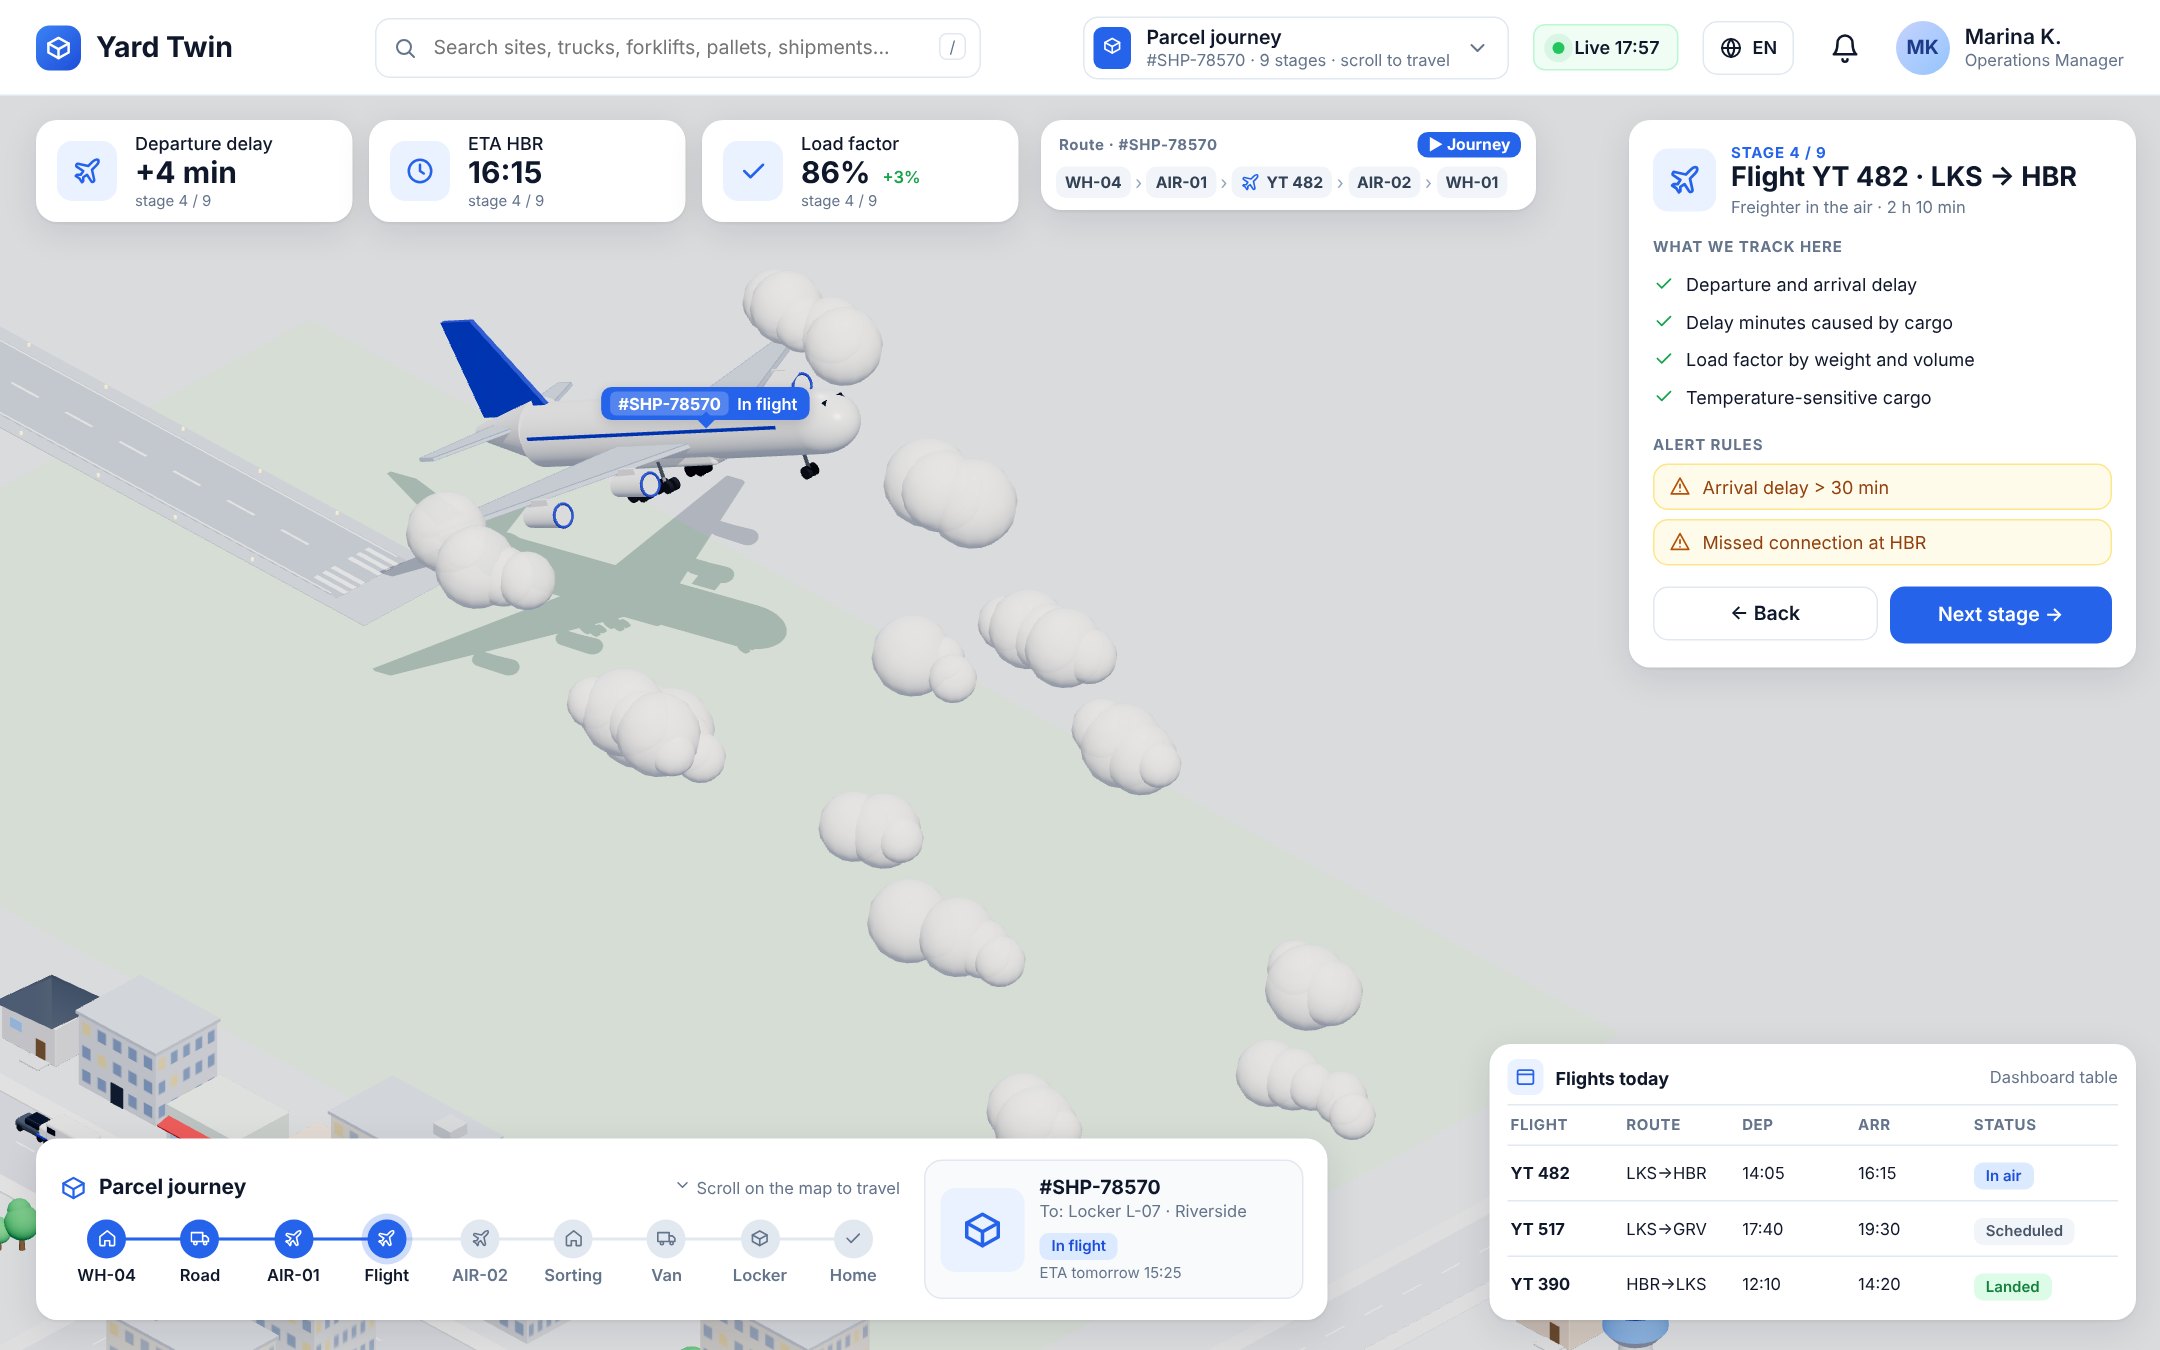 Yard Twin
Search sites, trucks, forklifts, pallets, shipments...
/
Parcel journey
#SHP-78570 · 9 stages · scroll to travel
Live 17:57
EN
MK
Marina K.
Operations Manager
Departure delay
+4 min
stage 4 / 9
ETA HBR
16:15
stage 4 / 9
Load factor
86% +3%
stage 4 / 9
Route · #SHP-78570
Journey
WH-04 › AIR-01 › YT 482 › AIR-02 › WH-01
STAGE 4 / 9
Flight YT 482 · LKS → HBR
Freighter in the air · 2 h 10 min
WHAT WE TRACK HERE
Departure and arrival delay
Delay minutes caused by cargo
Load factor by weight and volume
Temperature-sensitive cargo
ALERT RULES
Arrival delay > 30 min
Missed connection at HBR
← Back
Next stage →
#SHP-78570 In flight
Flights today
Dashboard table
FLIGHT ROUTE DEP ARR STATUS
YT 482 LKS→HBR 14:05 16:15 In air
YT 517 LKS→GRV 17:40 19:30 Scheduled
YT 390 HBR→LKS 12:10 14:20 Landed
Parcel journey
Scroll on the map to travel
WH-04 Road AIR-01 Flight AIR-02 Sorting Van Locker Home
#SHP-78570
To: Locker L-07 · Riverside
In flight
ETA tomorrow 15:25